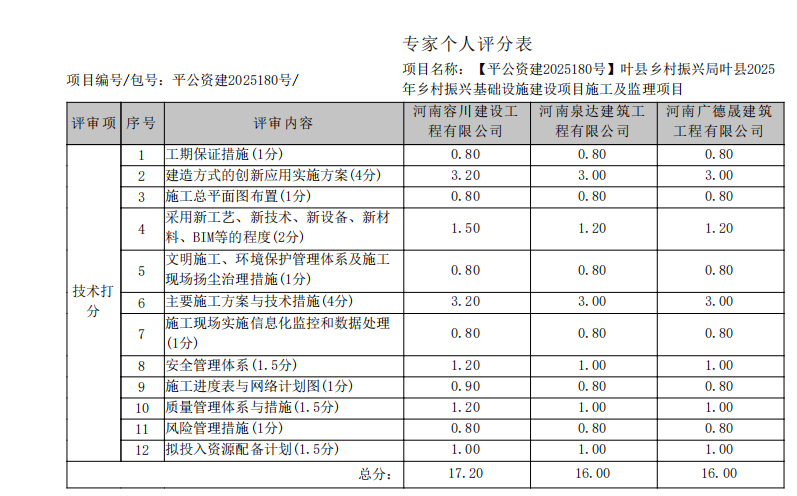 专家个人评分表
项目编号/包号：平公资建2025180号/
项目名称：【平公资建2025180号】叶县乡村振兴局叶县2025
年乡村振兴基础设施建设项目施工及监理项目
评审项 序号 评审内容 河南容川建设工程有限公司 河南泉达建筑工程有限公司 河南广德晟建筑工程有限公司
技术打分
1 工期保证措施(1分) 0.80 0.80 0.80
2 建造方式的创新应用实施方案(4分) 3.20 3.00 3.00
3 施工总平面图布置(1分) 0.80 0.80 0.80
4 采用新工艺、新技术、新设备、新材料、BIM等的程度(2分) 1.50 1.20 1.20
5 文明施工、环境保护管理体系及施工现场扬尘治理措施(1分) 0.80 0.80 0.80
6 主要施工方案与技术措施(4分) 3.20 3.00 3.00
7 施工现场实施信息化监控和数据处理(1分) 0.80 0.80 0.80
8 安全管理体系(1.5分) 1.20 1.00 1.00
9 施工进度表与网络计划图(1分) 0.90 0.80 0.80
10 质量管理体系与措施(1.5分) 1.20 1.00 1.00
11 风险管理措施(1分) 0.80 0.80 0.80
12 拟投入资源配备计划(1.5分) 1.00 1.00 1.00
总分： 17.20 16.00 16.00